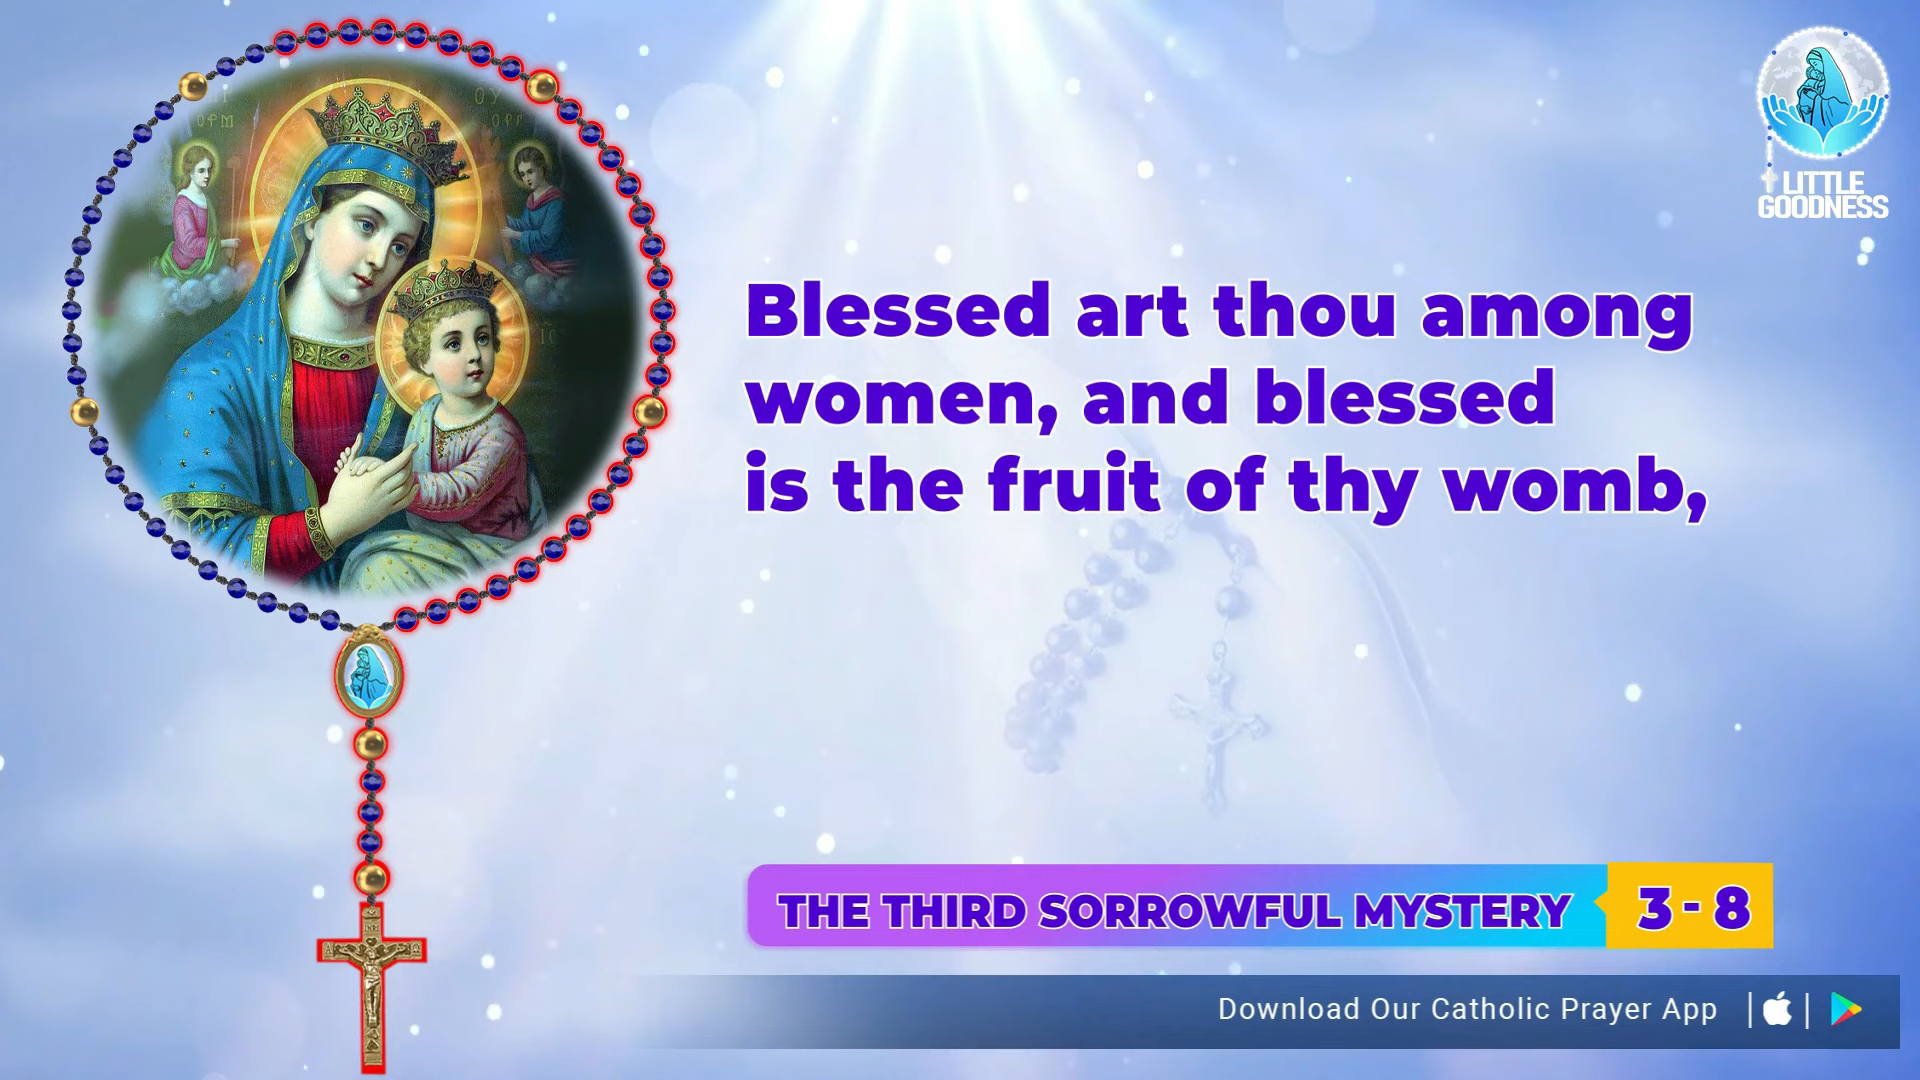 LITTLE
GOODNESS
Blessed art thou among
women, and blessed
is the fruit of thy womb,
THE THIRD SORROWFUL MYSTERY 3 - 8
Download Our Catholic Prayer App